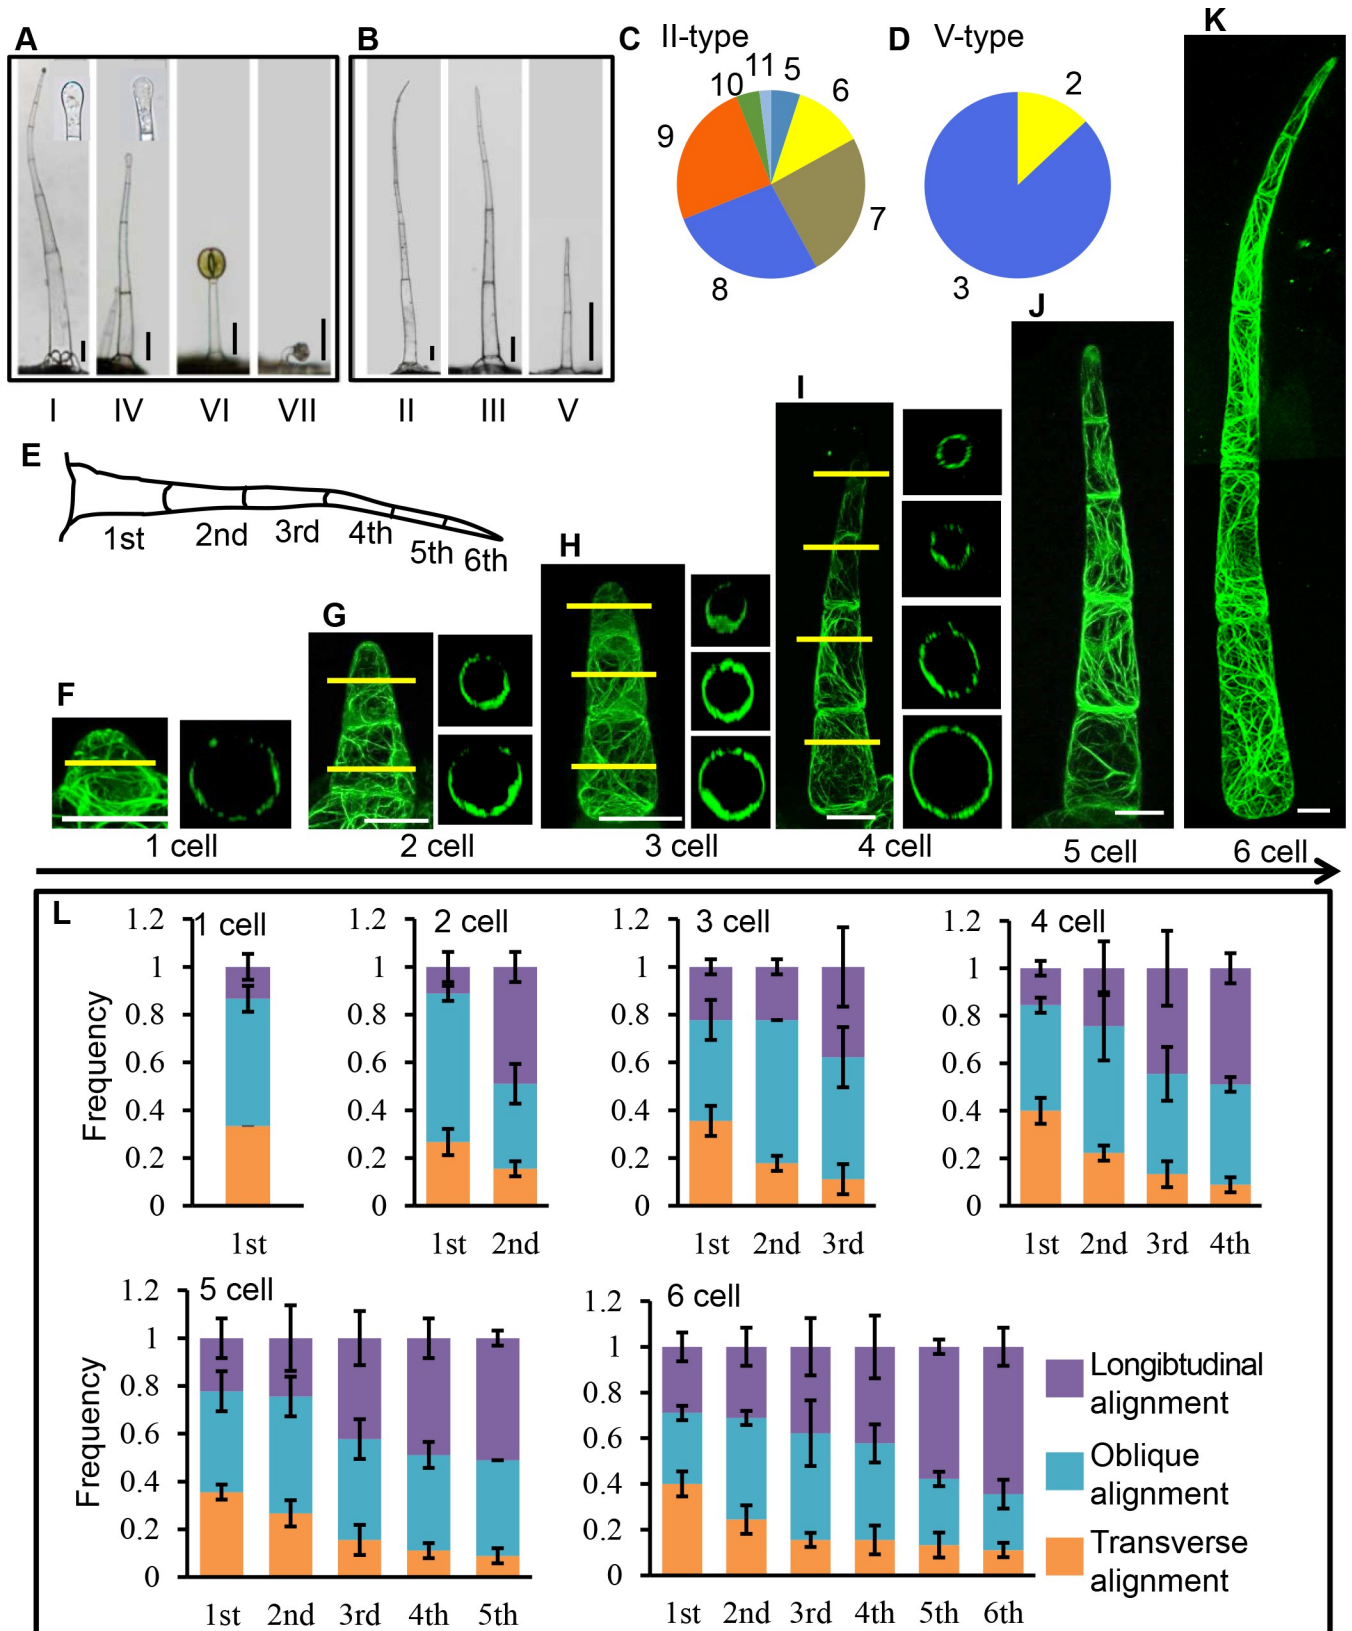 A
B
C II-type
D V-type
K
I IV VI VII
II III V
5
6
7
8
9
10
11
2
3
E
1st 2nd 3rd 4th 5th 6th
F
G
H
I
J
1 cell 2 cell 3 cell 4 cell 5 cell 6 cell
L
1 cell
Frequency
1.2
1
0.8
0.6
0.4
0.2
0
1st
2 cell
1.2
1
0.8
0.6
0.4
0.2
0
1st 2nd
3 cell
1.2
1
0.8
0.6
0.4
0.2
0
1st 2nd 3rd
4 cell
1.2
1
0.8
0.6
0.4
0.2
0
1st 2nd 3rd 4th
5 cell
Frequency
1.2
1
0.8
0.6
0.4
0.2
0
1st 2nd 3rd 4th 5th
6 cell
1.2
1
0.8
0.6
0.4
0.2
0
1st 2nd 3rd 4th 5th 6th
Longibtudinal
alignment
Oblique
alignment
Transverse
alignment